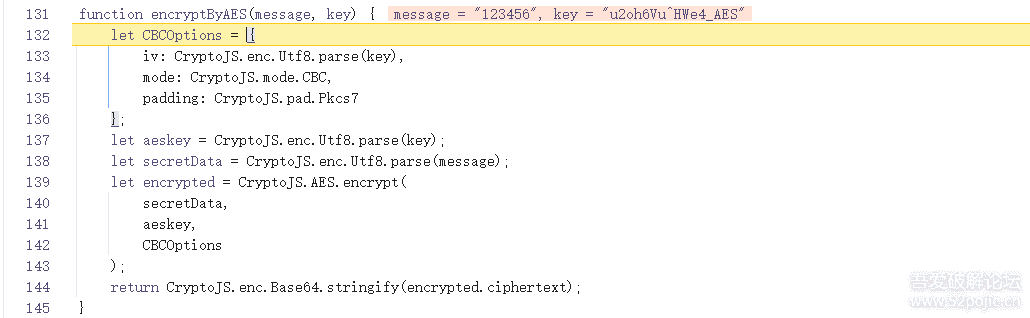 131 function encryptByAES(message, key) { message = "123456", key = "u2oh6Vu^HWe4_AES"
132 let CBCOptions = {
133 iv: CryptoJS.enc.Utf8.parse(key),
134 mode: CryptoJS.mode.CBC,
135 padding: CryptoJS.pad.Pkcs7
136 };
137 let aeskey = CryptoJS.enc.Utf8.parse(key);
138 let secretData = CryptoJS.enc.Utf8.parse(message);
139 let encrypted = CryptoJS.AES.encrypt(
140 secretData,
141 aeskey,
142 CBCOptions
143 );
144 return CryptoJS.enc.Base64.stringify(encrypted.ciphertext);
145 }
吾爱破解论坛
www.52pojie.cn